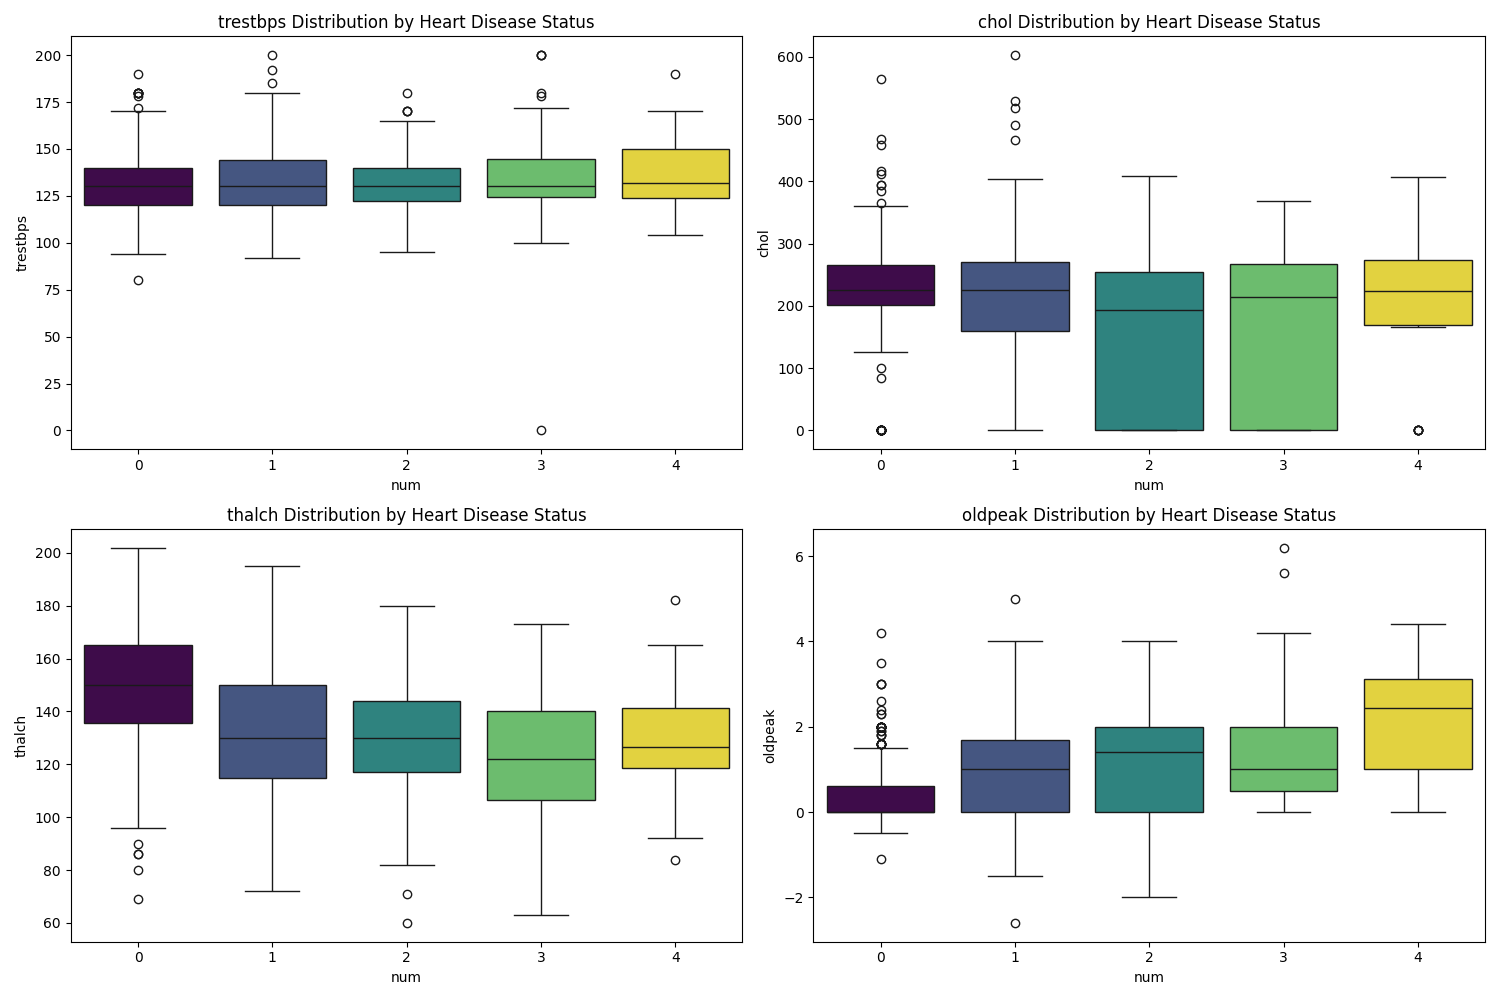 trestbps Distribution by Heart Disease Status
200
175
150
125
100
75
50
25
0
trestbps
0 1 2 3 4
num
chol Distribution by Heart Disease Status
600
500
400
300
200
100
0
chol
0 1 2 3 4
num
thalch Distribution by Heart Disease Status
200
180
160
140
120
100
80
60
thalch
0 1 2 3 4
num
oldpeak Distribution by Heart Disease Status
6
4
2
0
−2
oldpeak
0 1 2 3 4
num